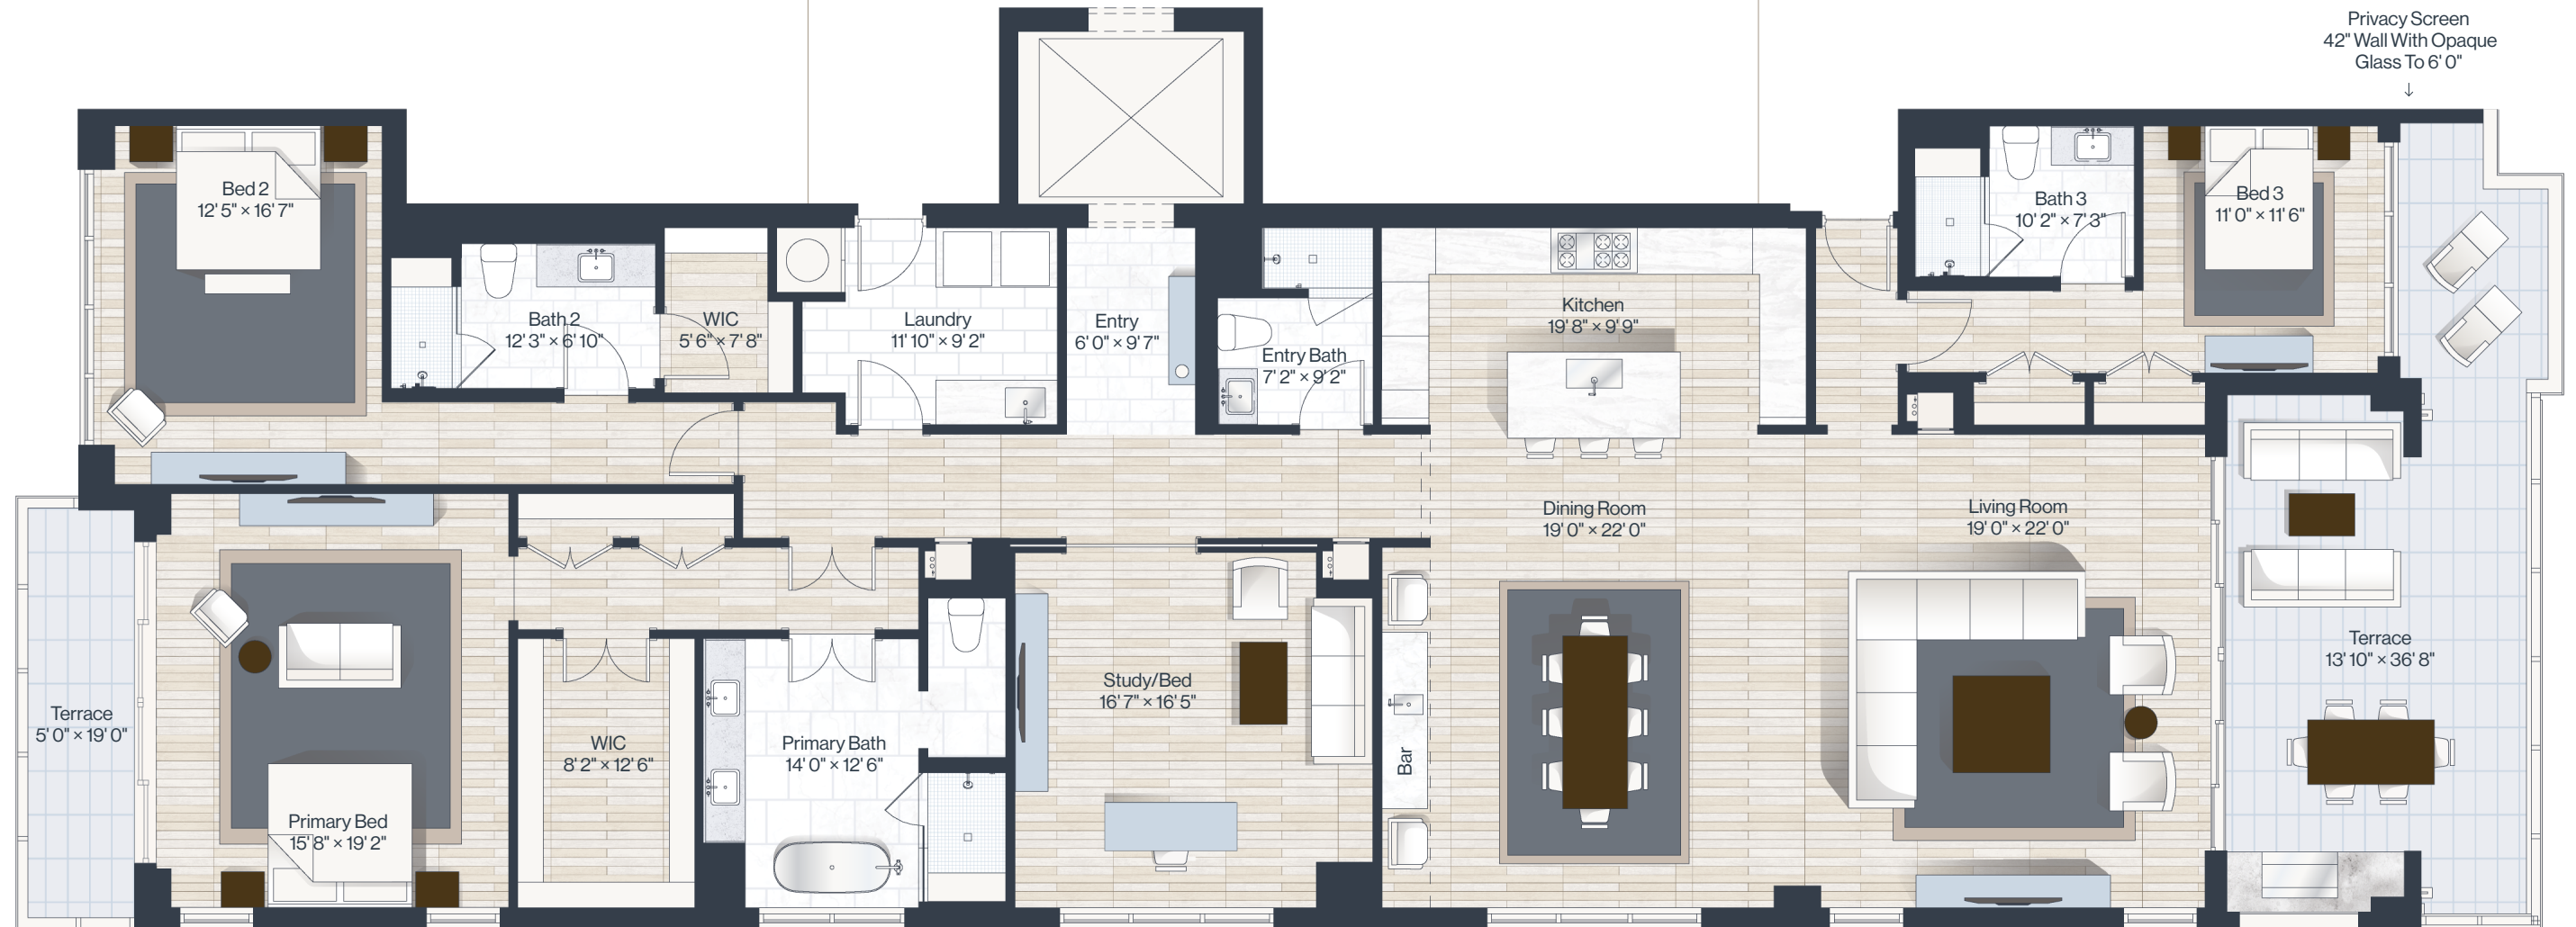 Privacy Screen
42" Wall With Opaque
Glass To 6' 0"
↓
Bed 2
12' 5" × 16' 7"
Bath 2
12' 3" × 6' 10"
WIC
5' 6" × 7' 8"
Laundry
11' 10" × 9' 2"
Entry
6' 0" × 9' 7"
Entry Bath
7' 2" × 9' 2"
Kitchen
19' 8" × 9' 9"
Bath 3
10' 2" × 7' 3"
Bed 3
11' 0" × 11' 6"
Dining Room
19' 0" × 22' 0"
Living Room
19' 0" × 22' 0"
Terrace
13' 10" × 36' 8"
Terrace
5' 0" × 19' 0"
Primary Bed
15' 8" × 19' 2"
WIC
8' 2" × 12' 6"
Primary Bath
14' 0" × 12' 6"
Study/Bed
16' 7" × 16' 5"
Bar